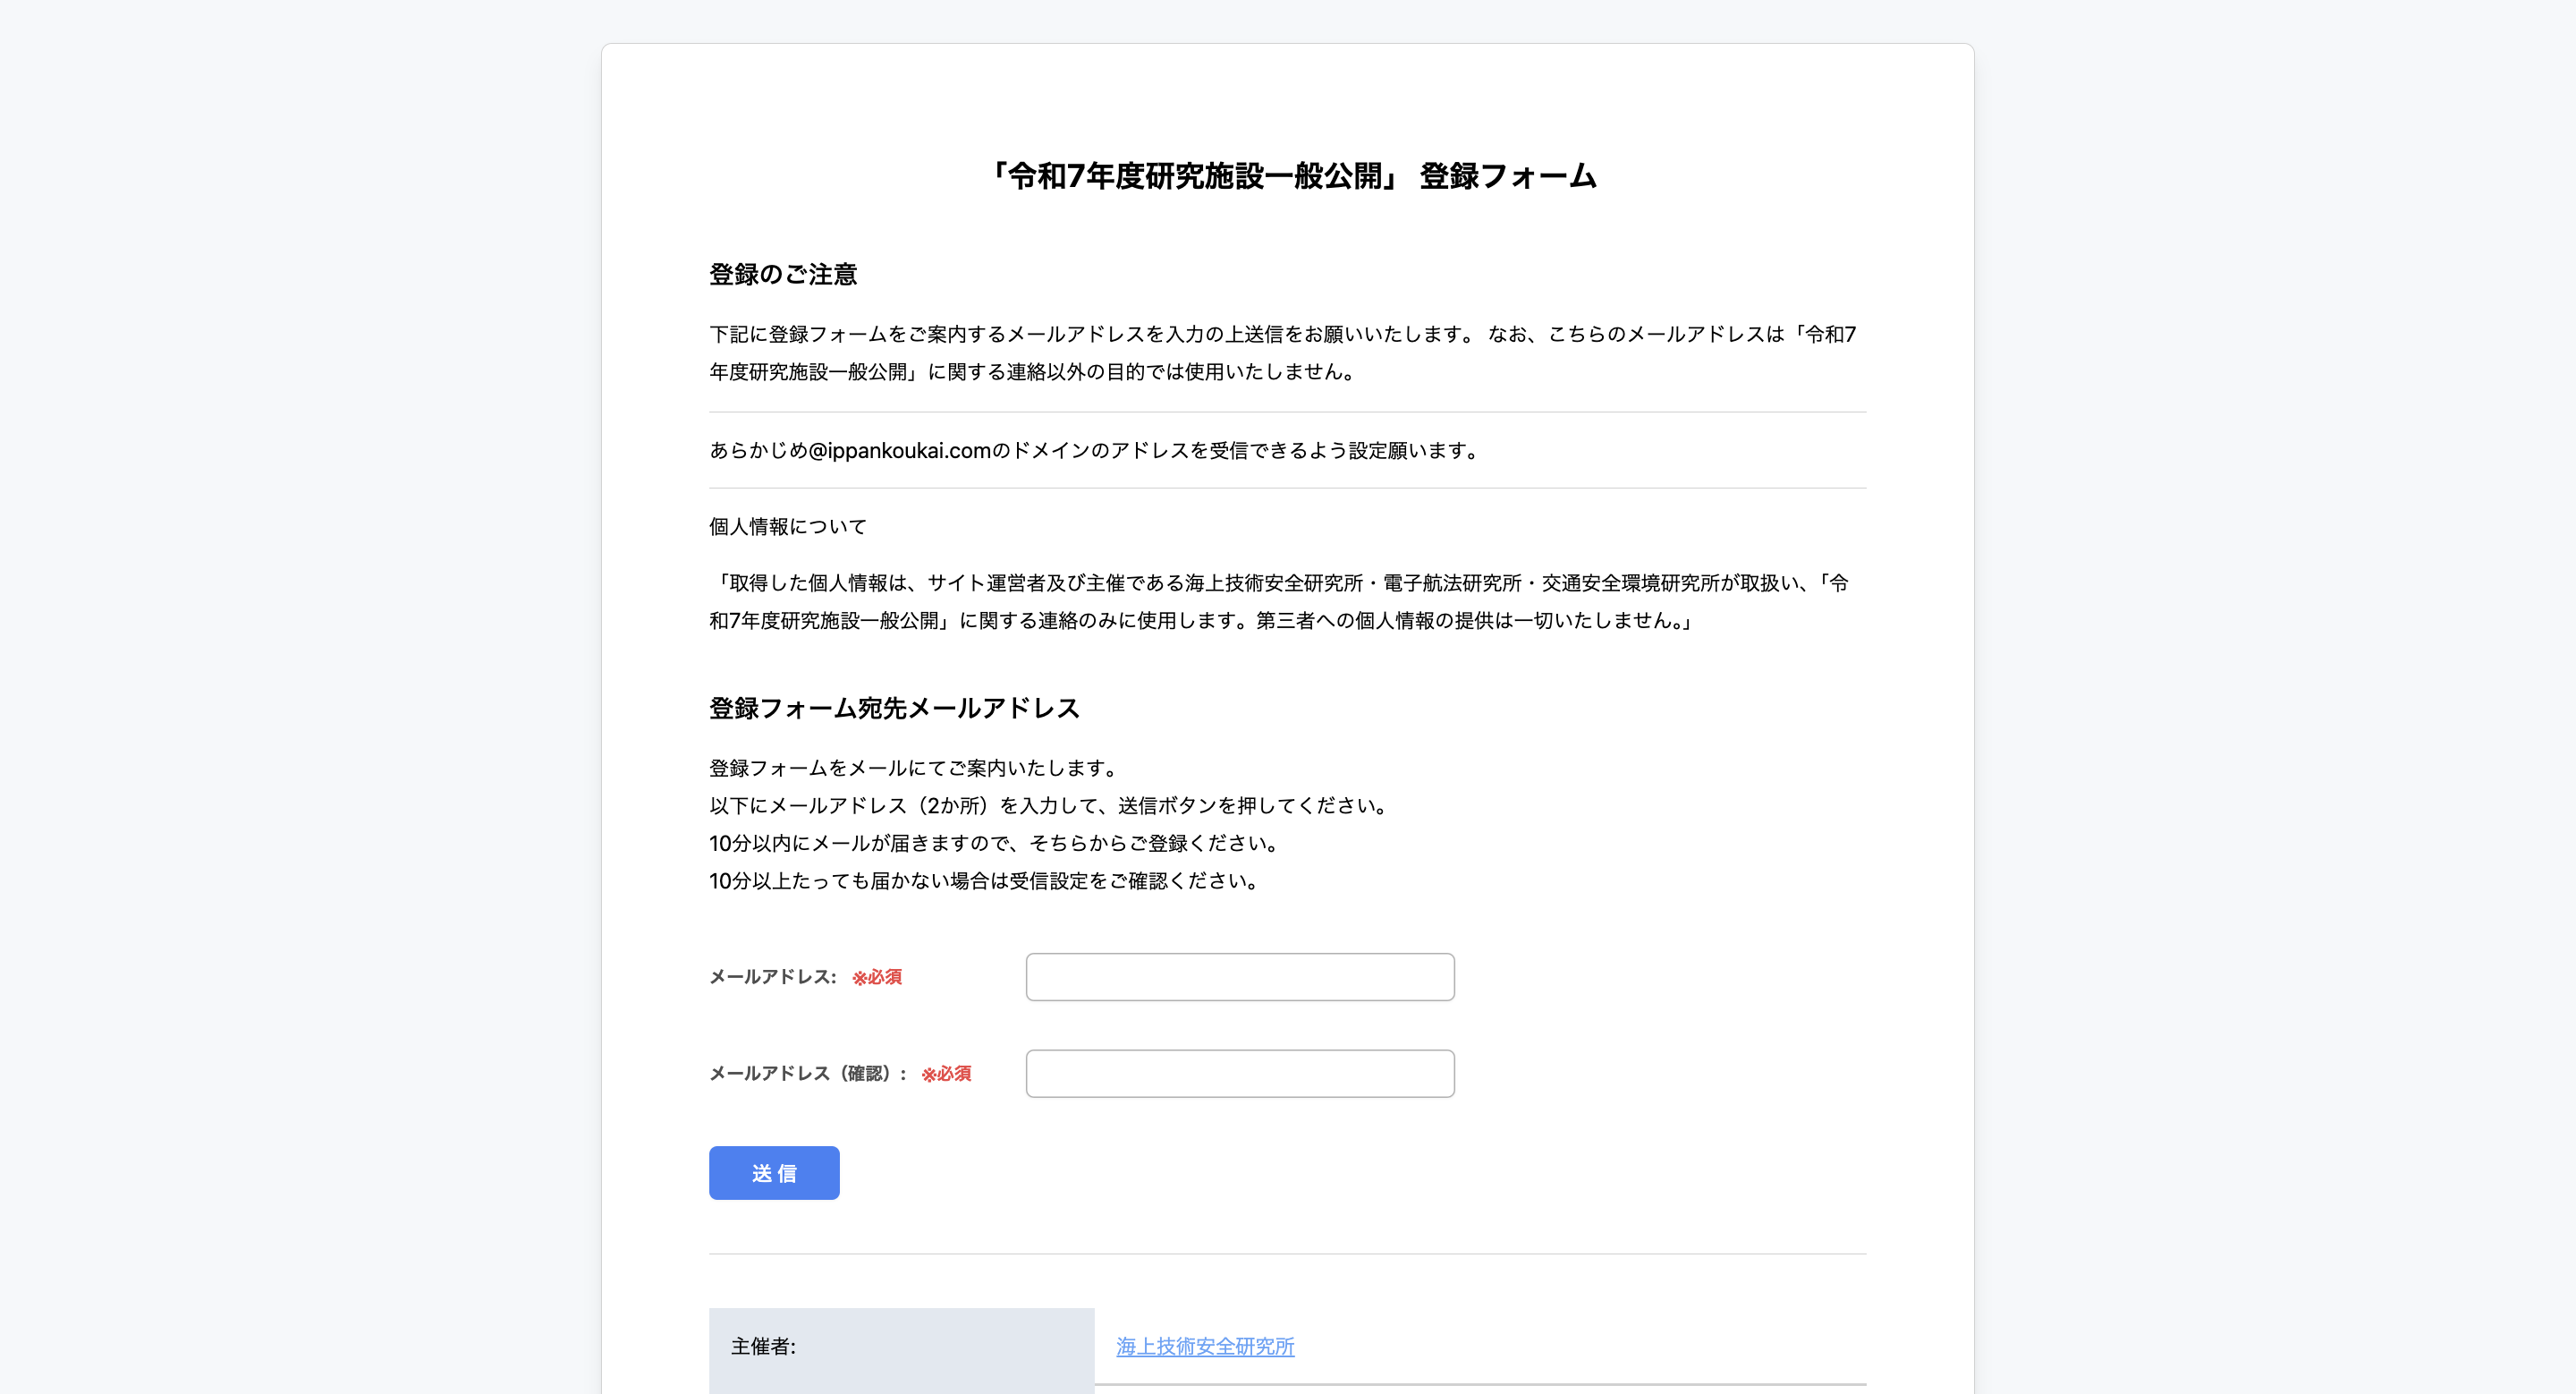 「令和7年度研究施設一般公開」 登録フォーム
登録のご注意
下記に登録フォームをご案内するメールアドレスを入力の上送信をお願いいたします。 なお、こちらのメールアドレスは「令和7
年度研究施設一般公開」に関する連絡以外の目的では使用いたしません。
あらかじめ@ippankoukai.comのドメインのアドレスを受信できるよう設定願います。
個人情報について
「取得した個人情報は、サイト運営者及び主催である海上技術安全研究所・電子航法研究所・交通安全環境研究所が取扱い、「令
和7年度研究施設一般公開」に関する連絡のみに使用します。第三者への個人情報の提供は一切いたしません。」
登録フォーム宛先メールアドレス
登録フォームをメールにてご案内いたします。
以下にメールアドレス（2か所）を入力して、送信ボタンを押してください。
10分以内にメールが届きますので、そちらからご登録ください。
10分以上たっても届かない場合は受信設定をご確認ください。
メールアドレス: ※必須
メールアドレス（確認）: ※必須
送 信
主催者: 海上技術安全研究所